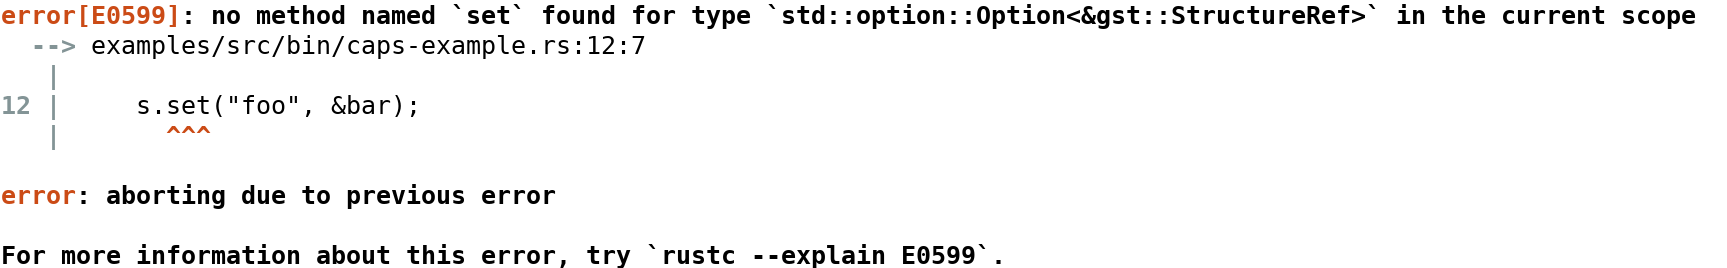 error[E0599]: no method named `set` found for type `std::option::Option<&gst::StructureRef>` in the current scope
  --> examples/src/bin/caps-example.rs:12:7
   |
12 |     s.set("foo", &bar);
   |       ^^^

error: aborting due to previous error

For more information about this error, try `rustc --explain E0599`.